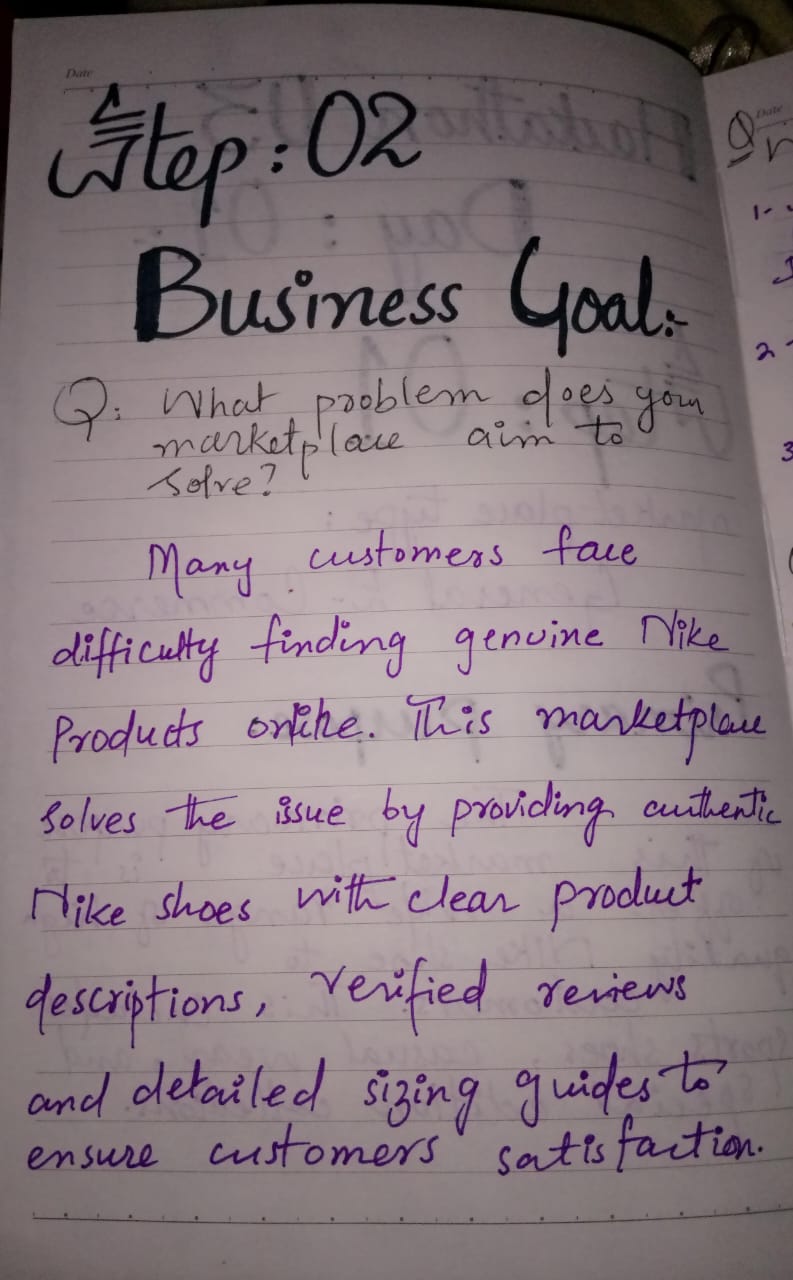 Date
Step: 02
Business Goal:-
Q: What problem does your
marketplace aim to
solve?
Many customers face
difficulty finding genuine Nike
Products online. This marketplace
solves the issue by providing authentic
Nike shoes with clear product
descriptions, verified reviews
and detailed sizing guides to
ensure customers satisfaction.
Date
Q
1-
2-
3